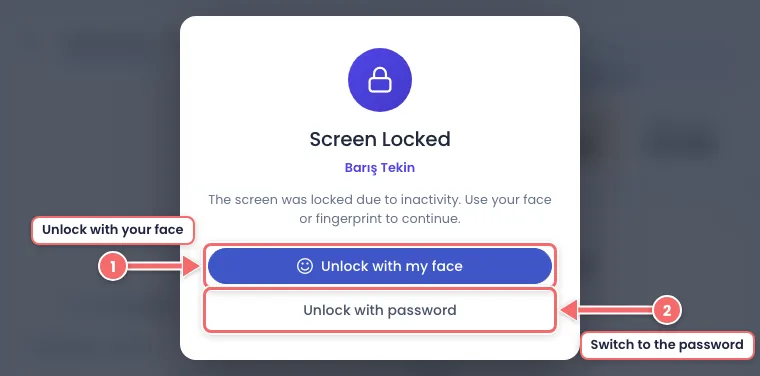 Screen Locked
Barış Tekin
The screen was locked due to inactivity. Use your face
or fingerprint to continue.
Unlock with your face
1
Unlock with my face
Unlock with password
2
Switch to the password